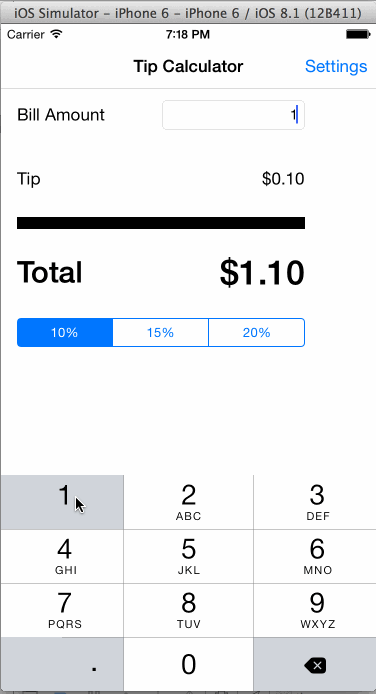 iOS Simulator - iPhone 6 - iPhone 6 / iOS 8.1 (12B411)
Carrier 7:18 PM
Tip Calculator Settings
Bill Amount 1
Tip $0.10
Total $1.10
10% 15% 20%
1 2 3
ABC DEF
4 5 6
GHI JKL MNO
7 8 9
PQRS TUV WXYZ
. 0